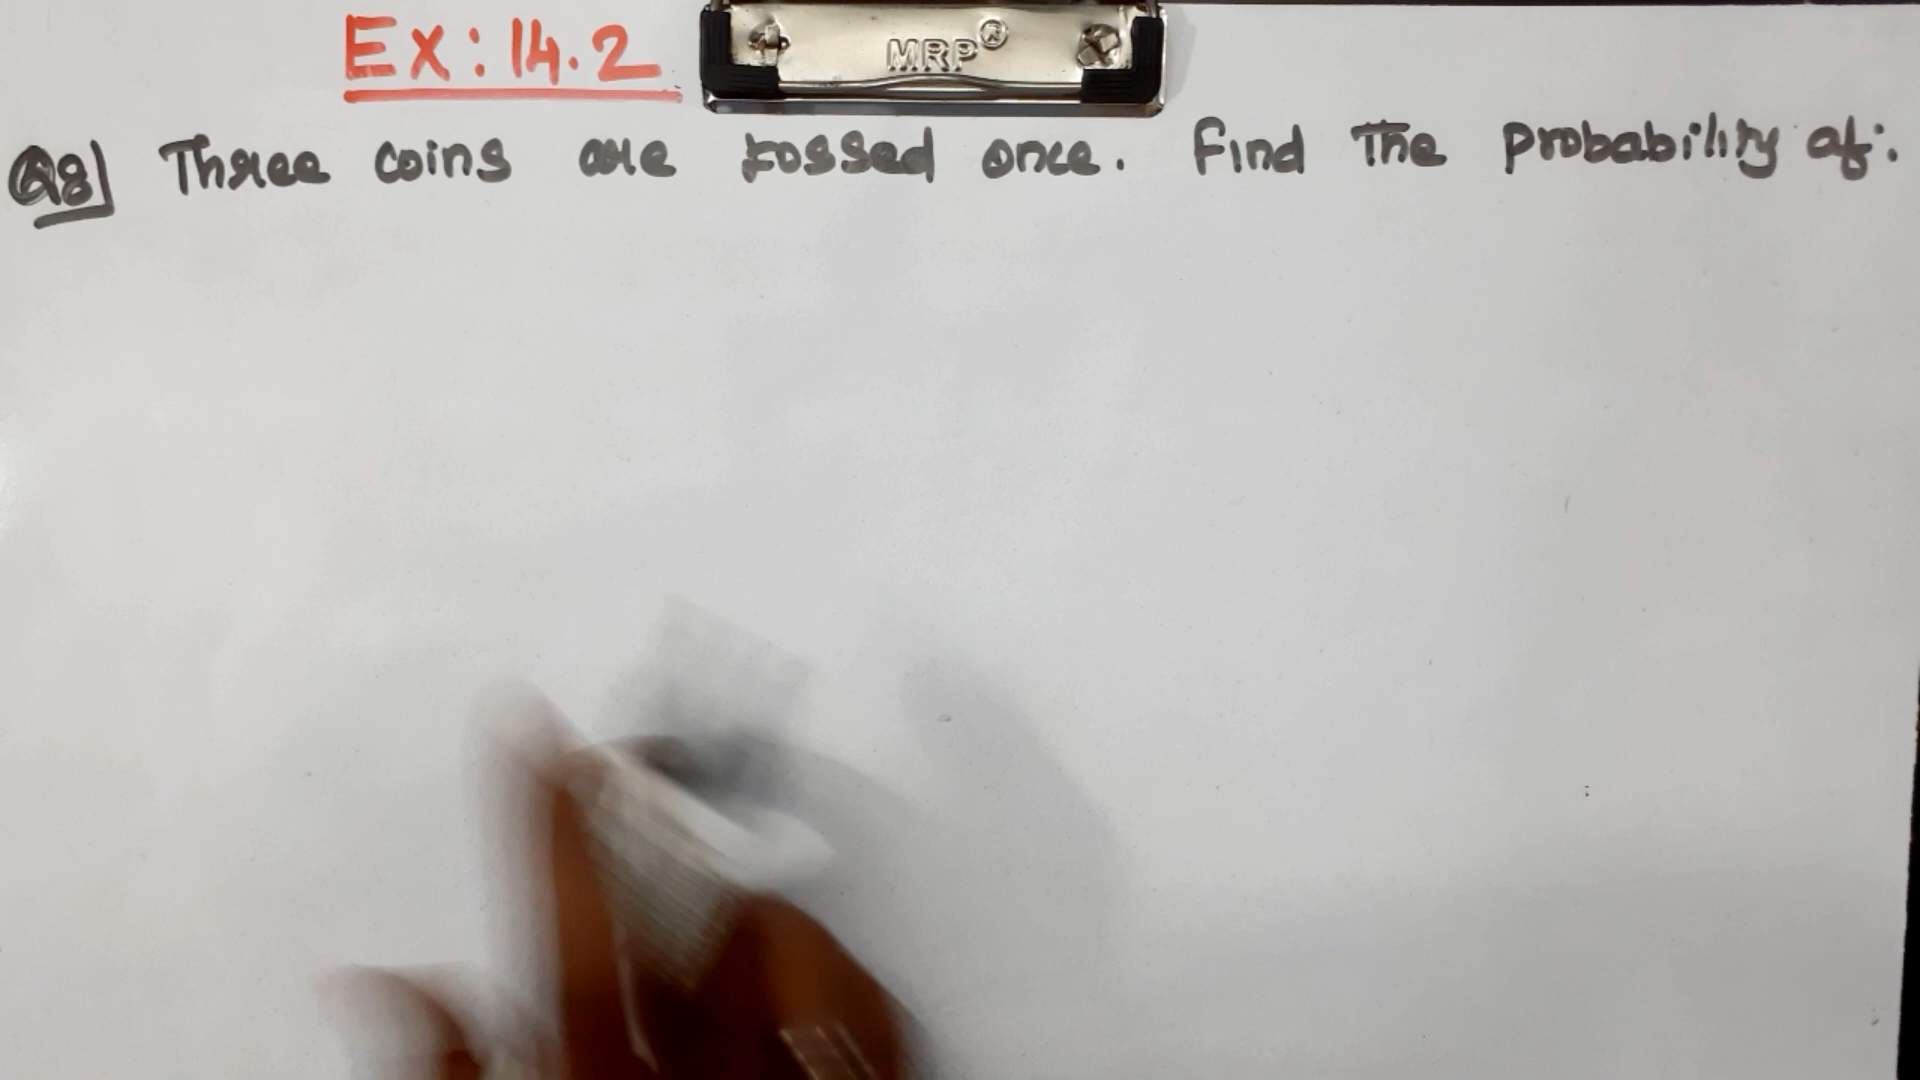 Ex: 14.2
MRP®
Q8] Three coins are tossed once. Find The probability of: